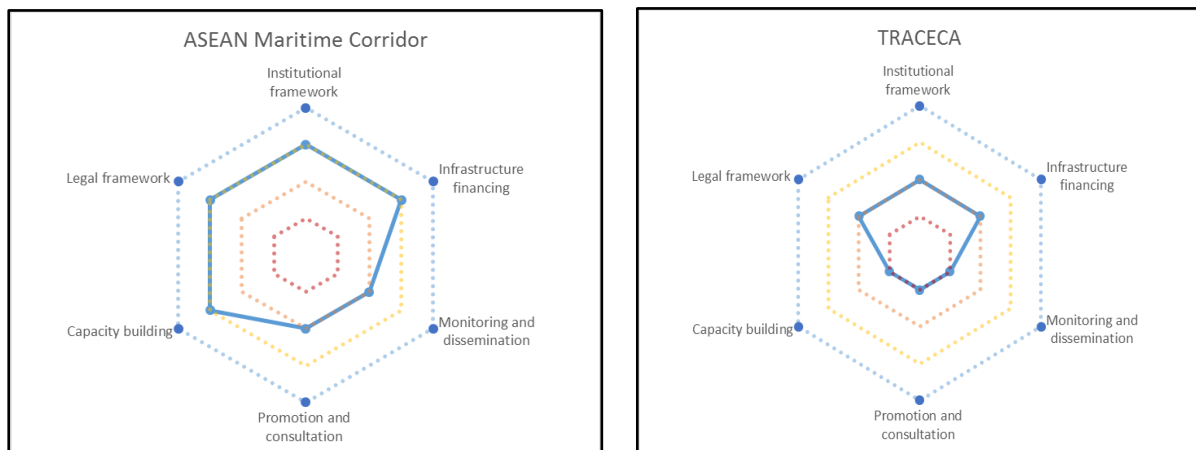 ASEAN Maritime Corridor
Institutional
framework
Infrastructure
financing
Monitoring and
dissemination
Promotion and
consultation
Capacity building
Legal framework
TRACECA
Institutional
framework
Infrastructure
financing
Monitoring and
dissemination
Promotion and
consultation
Capacity building
Legal framework